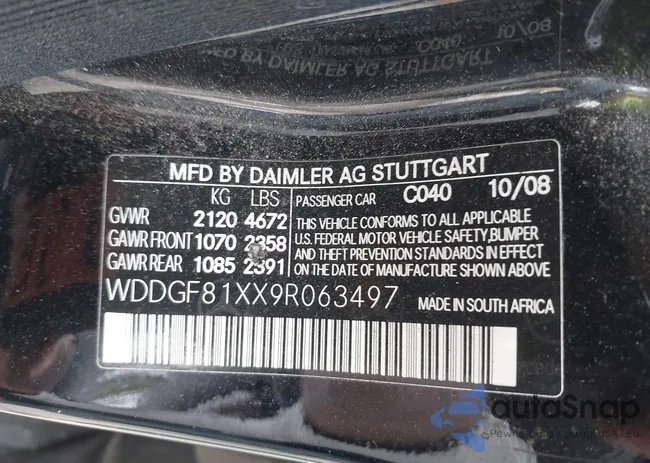 MFD BY DAIMLER AG STUTTGART
KG LBS PASSENGER CAR C040 10/08
GVWR 2120 4672 THIS VEHICLE CONFORMS TO ALL APPLICABLE
GAWR FRONT 1070 2358 U.S. FEDERAL MOTOR VEHICLE SAFETY,BUMPER
GAWR REAR 1085 2391 AND THEFT PREVENTION STANDARDS IN EFFECT
ON THE DATE OF MANUFACTURE SHOWN ABOVE
WDDGF81XX9R063497 MADE IN SOUTH AFRICA
autoSnap